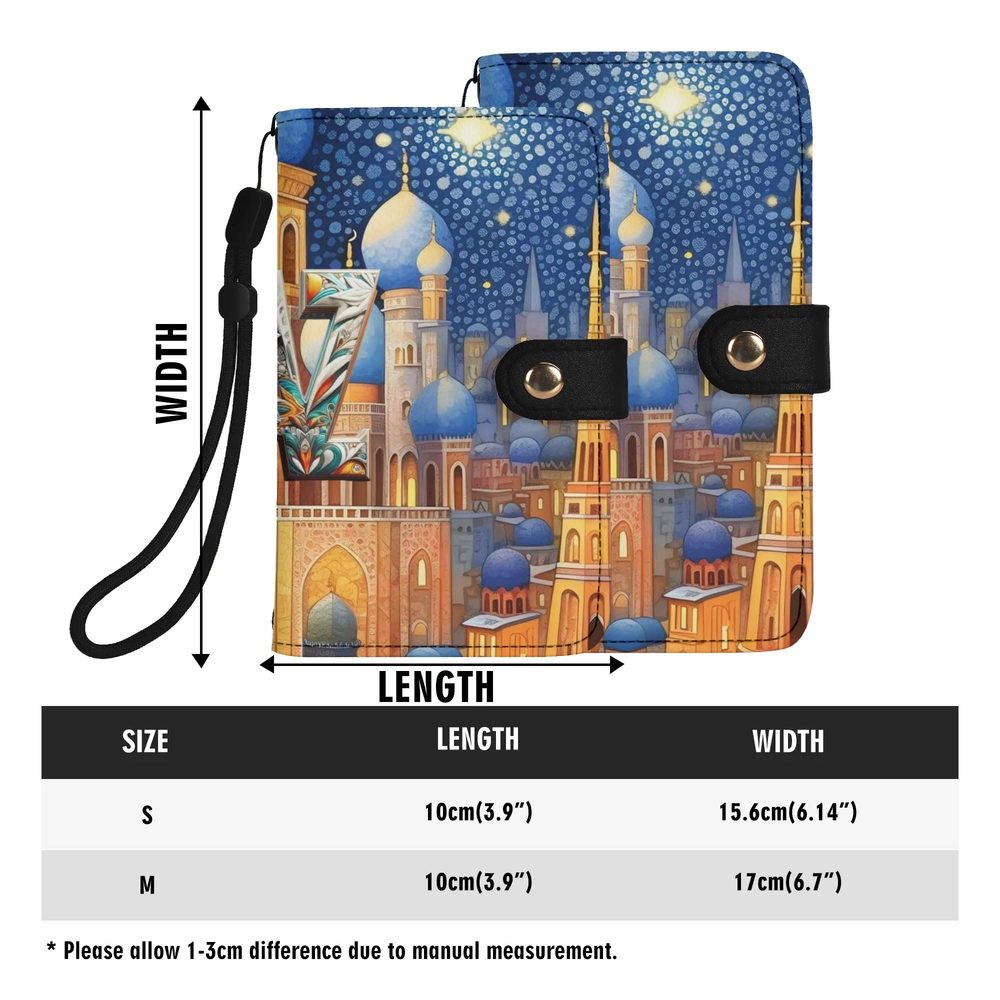 WIDTH
LENGTH
SIZE LENGTH WIDTH
S 10cm(3.9”) 15.6cm(6.14”)
M 10cm(3.9”) 17cm(6.7”)
* Please allow 1-3cm difference due to manual measurement.